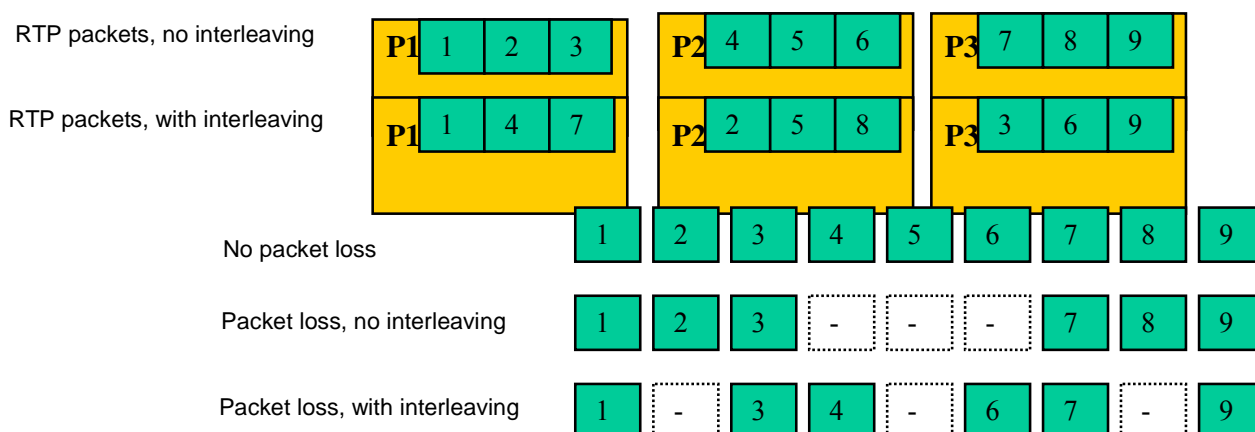 RTP packets, no interleaving P1 1 2 3 P2 4 5 6 P3 7 8 9
RTP packets, with interleaving P1 1 4 7 P2 2 5 8 P3 3 6 9
No packet loss 1 2 3 4 5 6 7 8 9
Packet loss, no interleaving 1 2 3 - - - 7 8 9
Packet loss, with interleaving 1 - 3 4 - 6 7 - 9